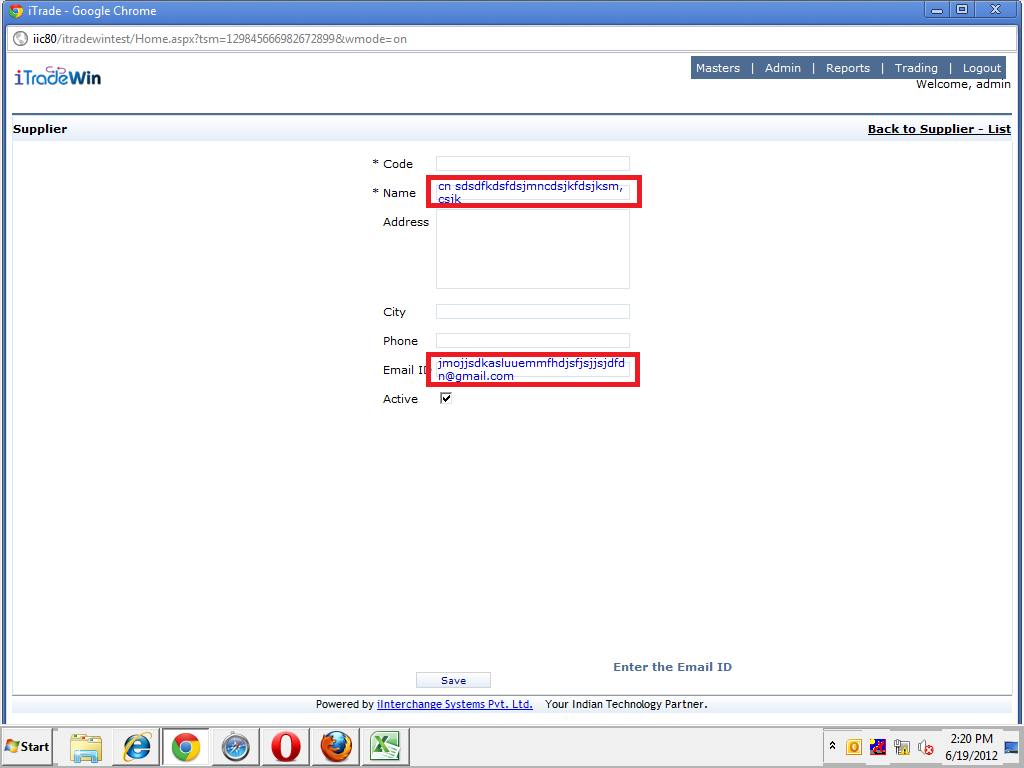 iTrade - Google Chrome
iic80/itradewintest/Home.aspx?tsm=129845666982672899&wmode=on
iTradeWin
Masters | Admin | Reports | Trading | Logout
Welcome, admin
Supplier Back to Supplier - List
* Code
* Name cn sdsdfkdsfdsjmncdsjkfdsjksm,
csjk
Address
City
Phone
Email ID jmojjsdkasluuemmfhdjsfjsjjsjdfd
n@gmail.com
Active
Enter the Email ID
Save
Powered by iInterchange Systems Pvt. Ltd. Your Indian Technology Partner.
Start
2:20 PM
6/19/2012